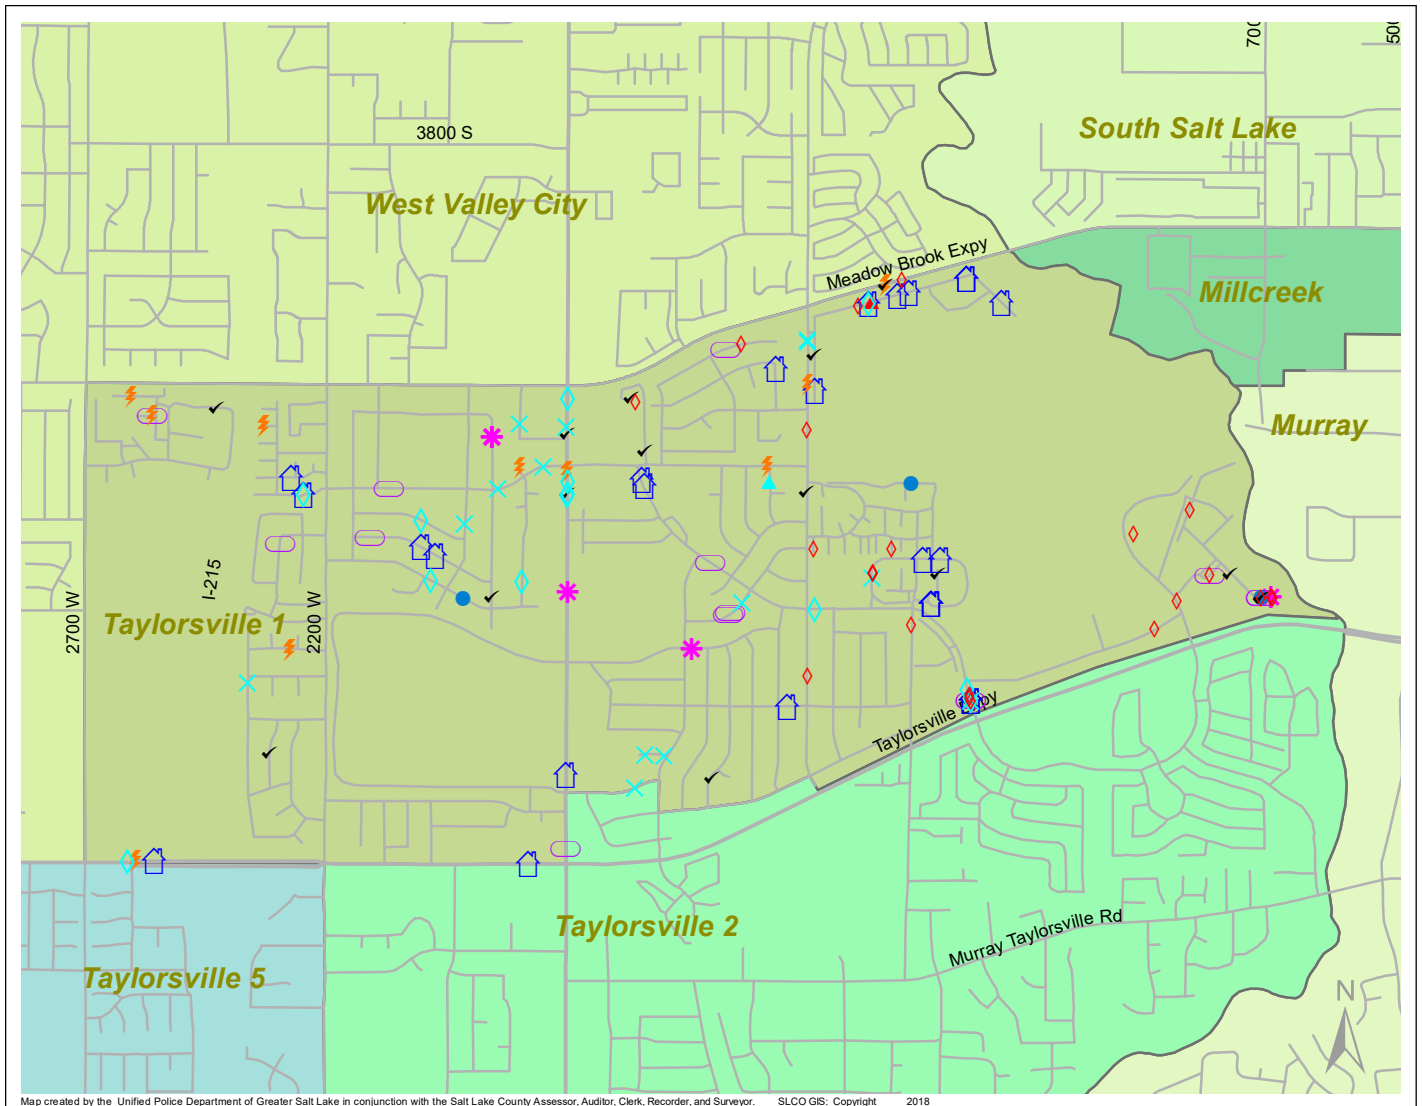 700
500
3800 S
South Salt Lake
West Valley City
Meadow Brook Expy
Millcreek
Murray
I-215
2700 W
2200 W
Taylorsville 1
Taylorsville Expy
Taylorsville 2
Murray Taylorsville Rd
Taylorsville 5
N
Map created by the Unified Police Department of Greater Salt Lake in conjunction with the Salt Lake County Assessor, Auditor, Clerk, Recorder, and Surveyor. SLCO GIS: Copyright 2018